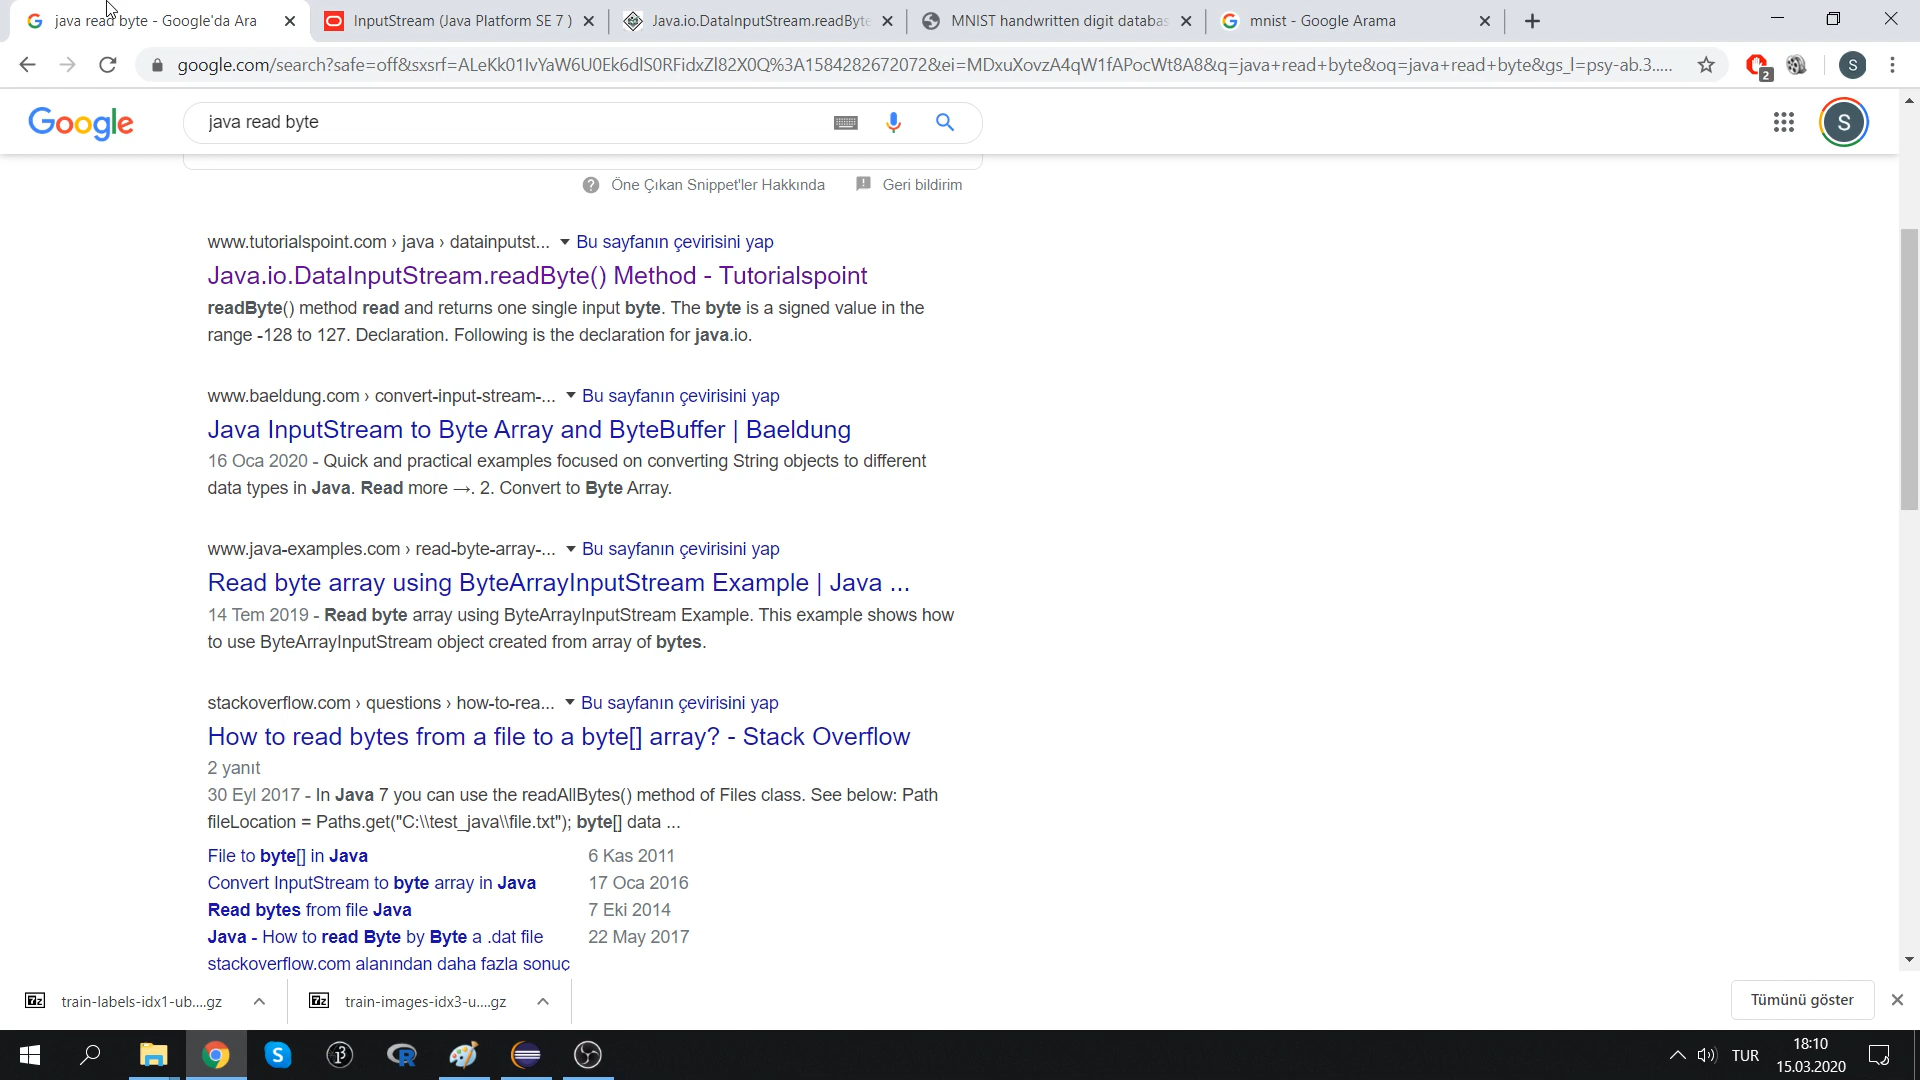 java read byte - Google'da Ara
InputStream (Java Platform SE 7 )
Java.io.DataInputStream.readByte
MNIST handwritten digit databas
mnist - Google Arama
google.com/search?safe=off&sxsrf=ALeKk01IvYaW6U0Ek6dlS0RFidxZl82X0Q%3A1584282672072&ei=MDxuXovzA4qW1fAPocWt8A8&q=java+read+byte&oq=java+read+byte&gs_l=psy-ab.3.....
2
S
Google
java read byte
S
Öne Çıkan Snippet'ler Hakkında
Geri bildirim
www.tutorialspoint.com › java › datainputst... Bu sayfanın çevirisini yap
Java.io.DataInputStream.readByte() Method - Tutorialspoint
readByte() method read and returns one single input byte. The byte is a signed value in the
range -128 to 127. Declaration. Following is the declaration for java.io.
www.baeldung.com › convert-input-stream-... Bu sayfanın çevirisini yap
Java InputStream to Byte Array and ByteBuffer | Baeldung
16 Oca 2020 - Quick and practical examples focused on converting String objects to different
data types in Java. Read more →. 2. Convert to Byte Array.
www.java-examples.com › read-byte-array-... Bu sayfanın çevirisini yap
Read byte array using ByteArrayInputStream Example | Java ...
14 Tem 2019 - Read byte array using ByteArrayInputStream Example. This example shows how
to use ByteArrayInputStream object created from array of bytes.
stackoverflow.com › questions › how-to-rea... Bu sayfanın çevirisini yap
How to read bytes from a file to a byte[] array? - Stack Overflow
2 yanıt
30 Eyl 2017 - In Java 7 you can use the readAllBytes() method of Files class. See below: Path
fileLocation = Paths.get("C:\\test_java\\file.txt"); byte[] data ...
File to byte[] in Java 6 Kas 2011
Convert InputStream to byte array in Java 17 Oca 2016
Read bytes from file Java 7 Eki 2014
Java - How to read Byte by Byte a .dat file 22 May 2017
stackoverflow.com alanından daha fazla sonuç
7z train-labels-idx1-ub....gz
7z train-images-idx3-u....gz
Tümünü göster
TUR
18:10
15.03.2020